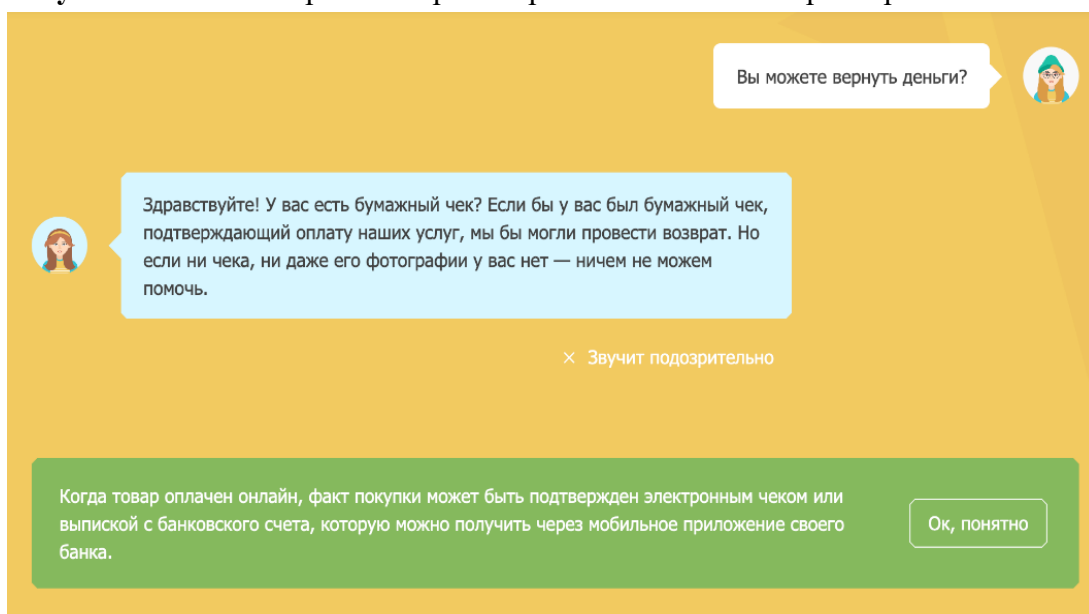 Вы можете вернуть деньги?
Здравствуйте! У вас есть бумажный чек? Если бы у вас был бумажный чек,
подтверждающий оплату наших услуг, мы бы могли провести возврат. Но
если ни чека, ни даже его фотографии у вас нет — ничем не можем
помочь.
× Звучит подозрительно
Когда товар оплачен онлайн, факт покупки может быть подтвержден электронным чеком или
выпиской с банковского счета, которую можно получить через мобильное приложение своего
банка.
Ок, понятно